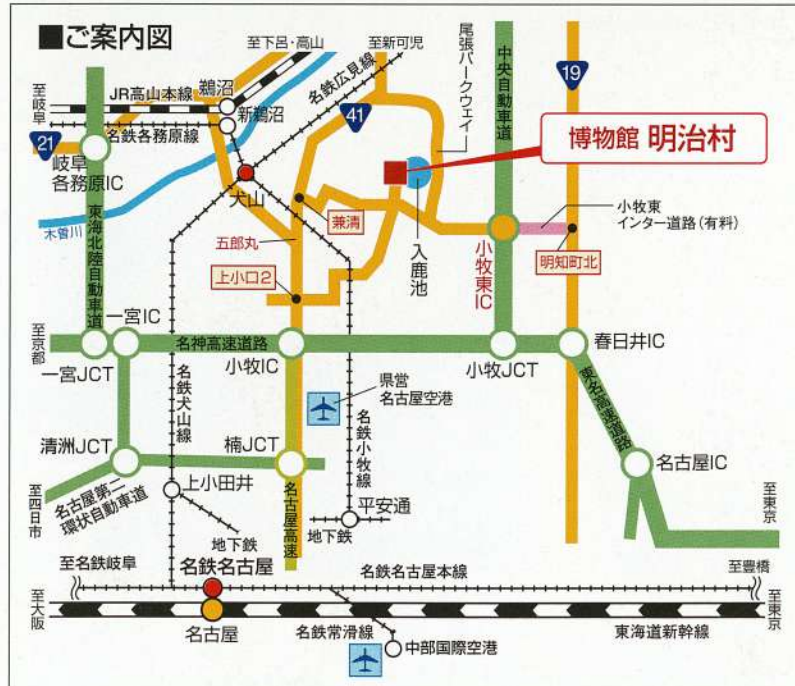 ■ご案内図
至下呂・高山
至新可児
尾張パークウェイ
中央自動車道
19
至岐阜
JR高山本線
鵜沼
新鵜沼
名鉄広見線
41
名鉄各務原線
21
岐阜
各務原IC
犬山
博物館 明治村
東海北陸自動車道
木曽川
兼清
五郎丸
入鹿池
小牧東
インター道路(有料)
小牧東IC
明知町北
上小口2
一宮IC
至京都
名神高速道路
一宮JCT
小牧IC
小牧JCT
春日井IC
名鉄犬山線
県営
名古屋空港
名鉄小牧線
東名高速道路
清洲JCT
楠JCT
名古屋IC
至四日市
名古屋第二
環状自動車道
上小田井
地下鉄
名古屋高速
平安通
地下鉄
至東京
至名鉄岐阜
名鉄名古屋
名鉄名古屋本線
至豊橋
至大阪
名古屋
名鉄常滑線
中部国際空港
東海道新幹線
至東京